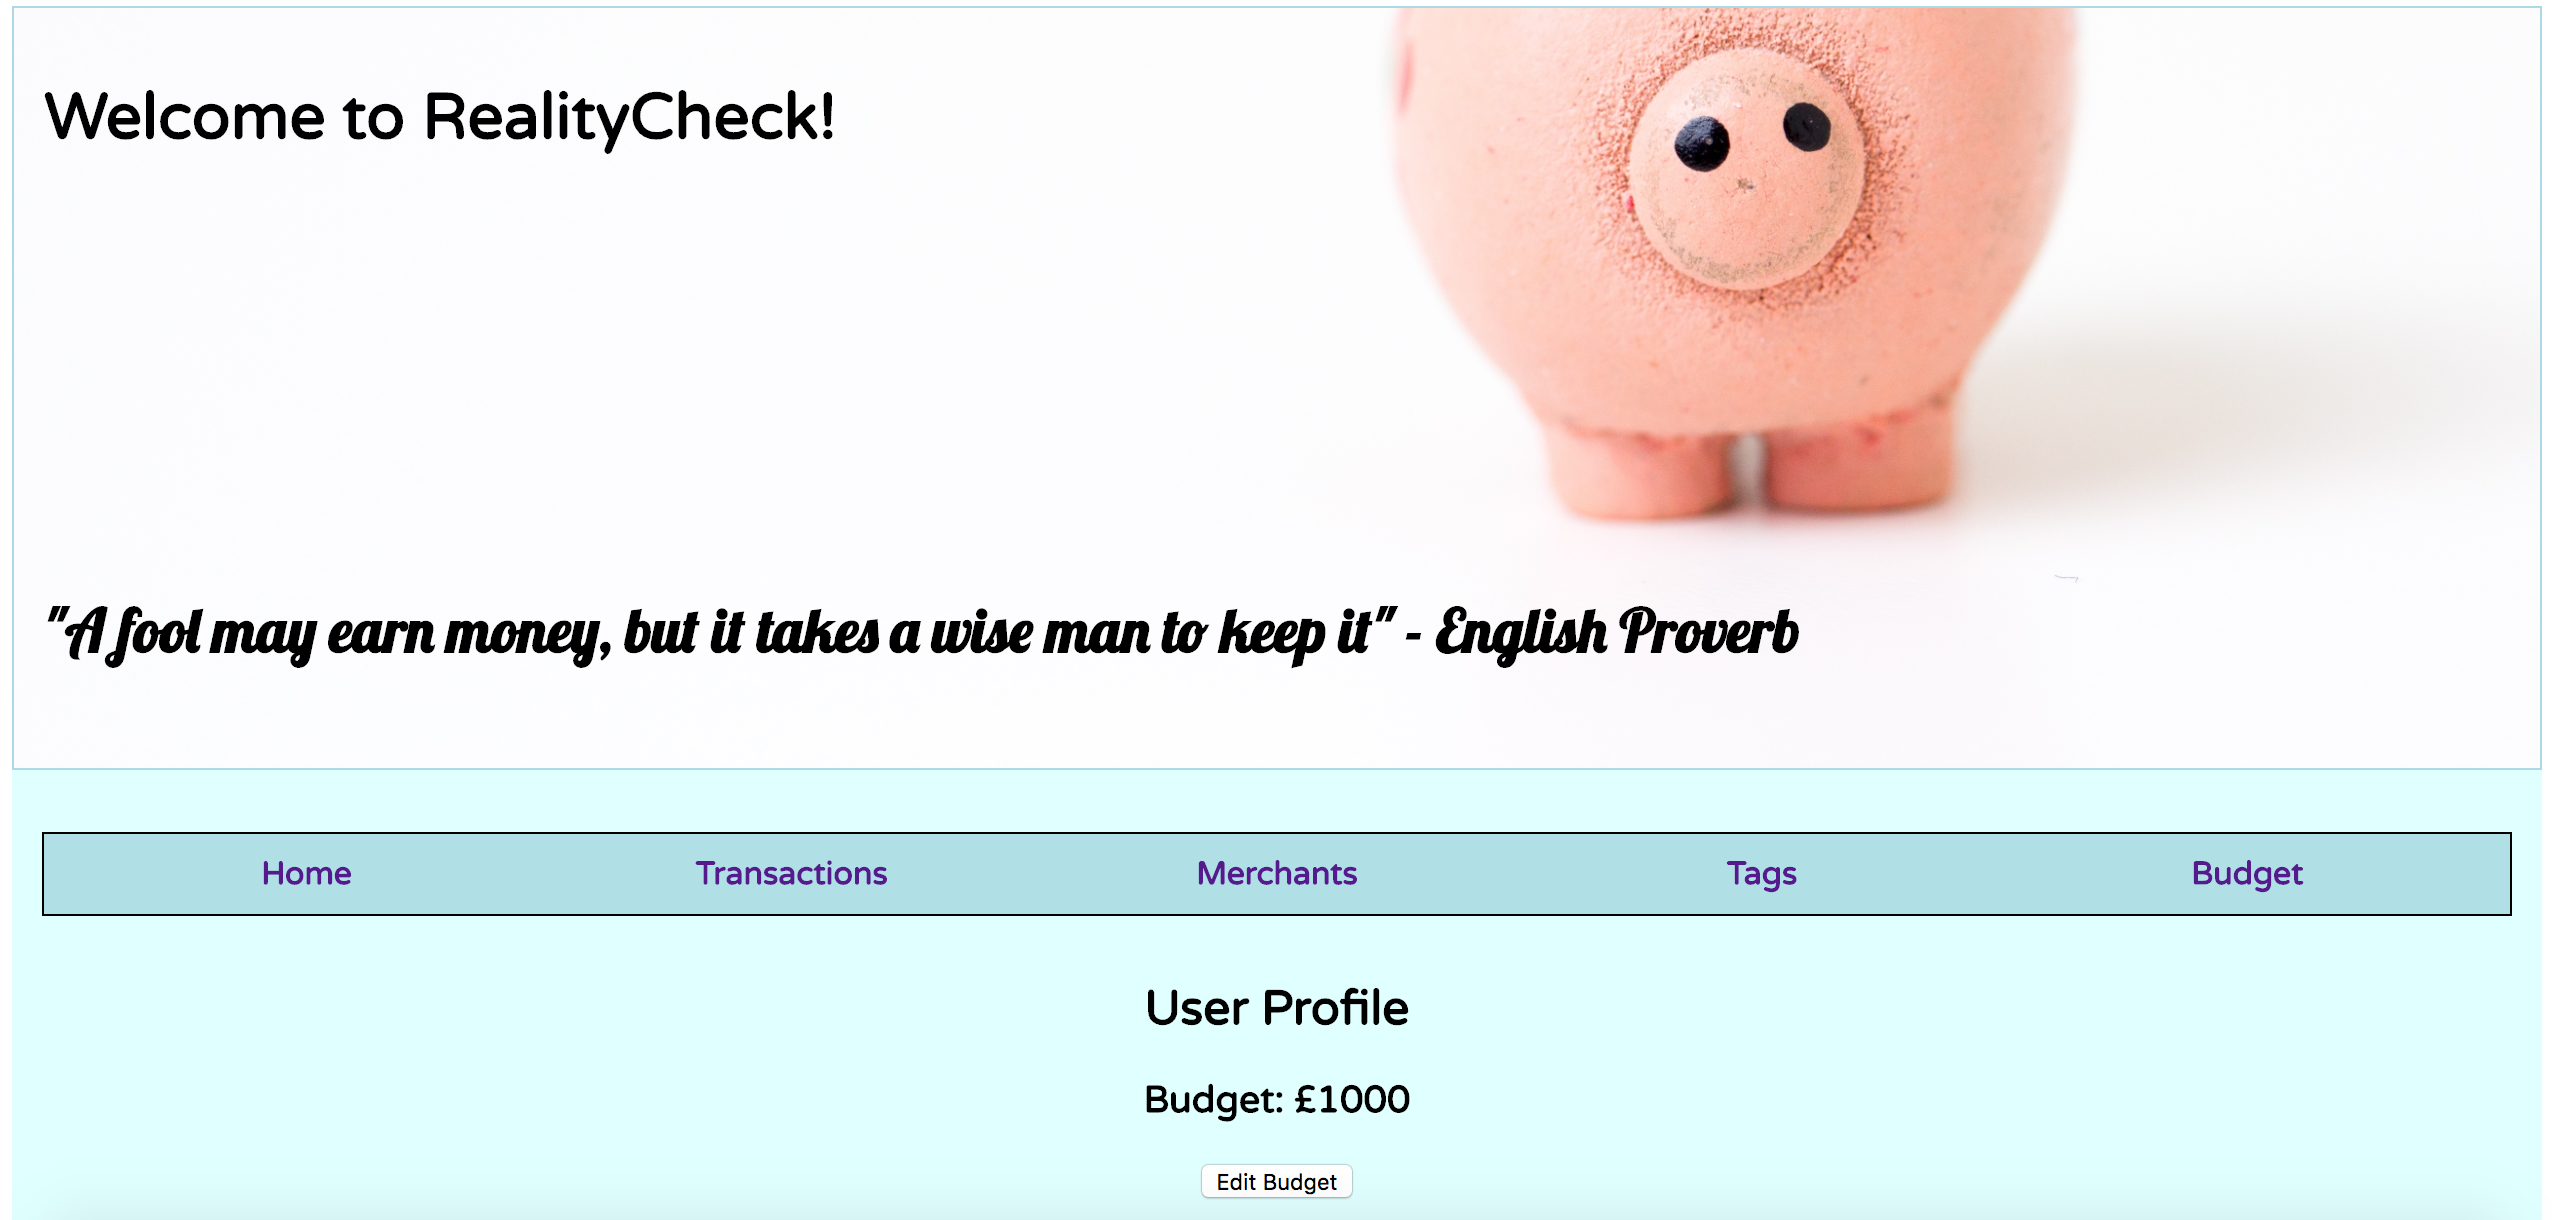 Welcome to RealityCheck!
"A fool may earn money, but it takes a wise man to keep it" - English Proverb
Home Transactions Merchants Tags Budget
User Profile
Budget: £1000
Edit Budget